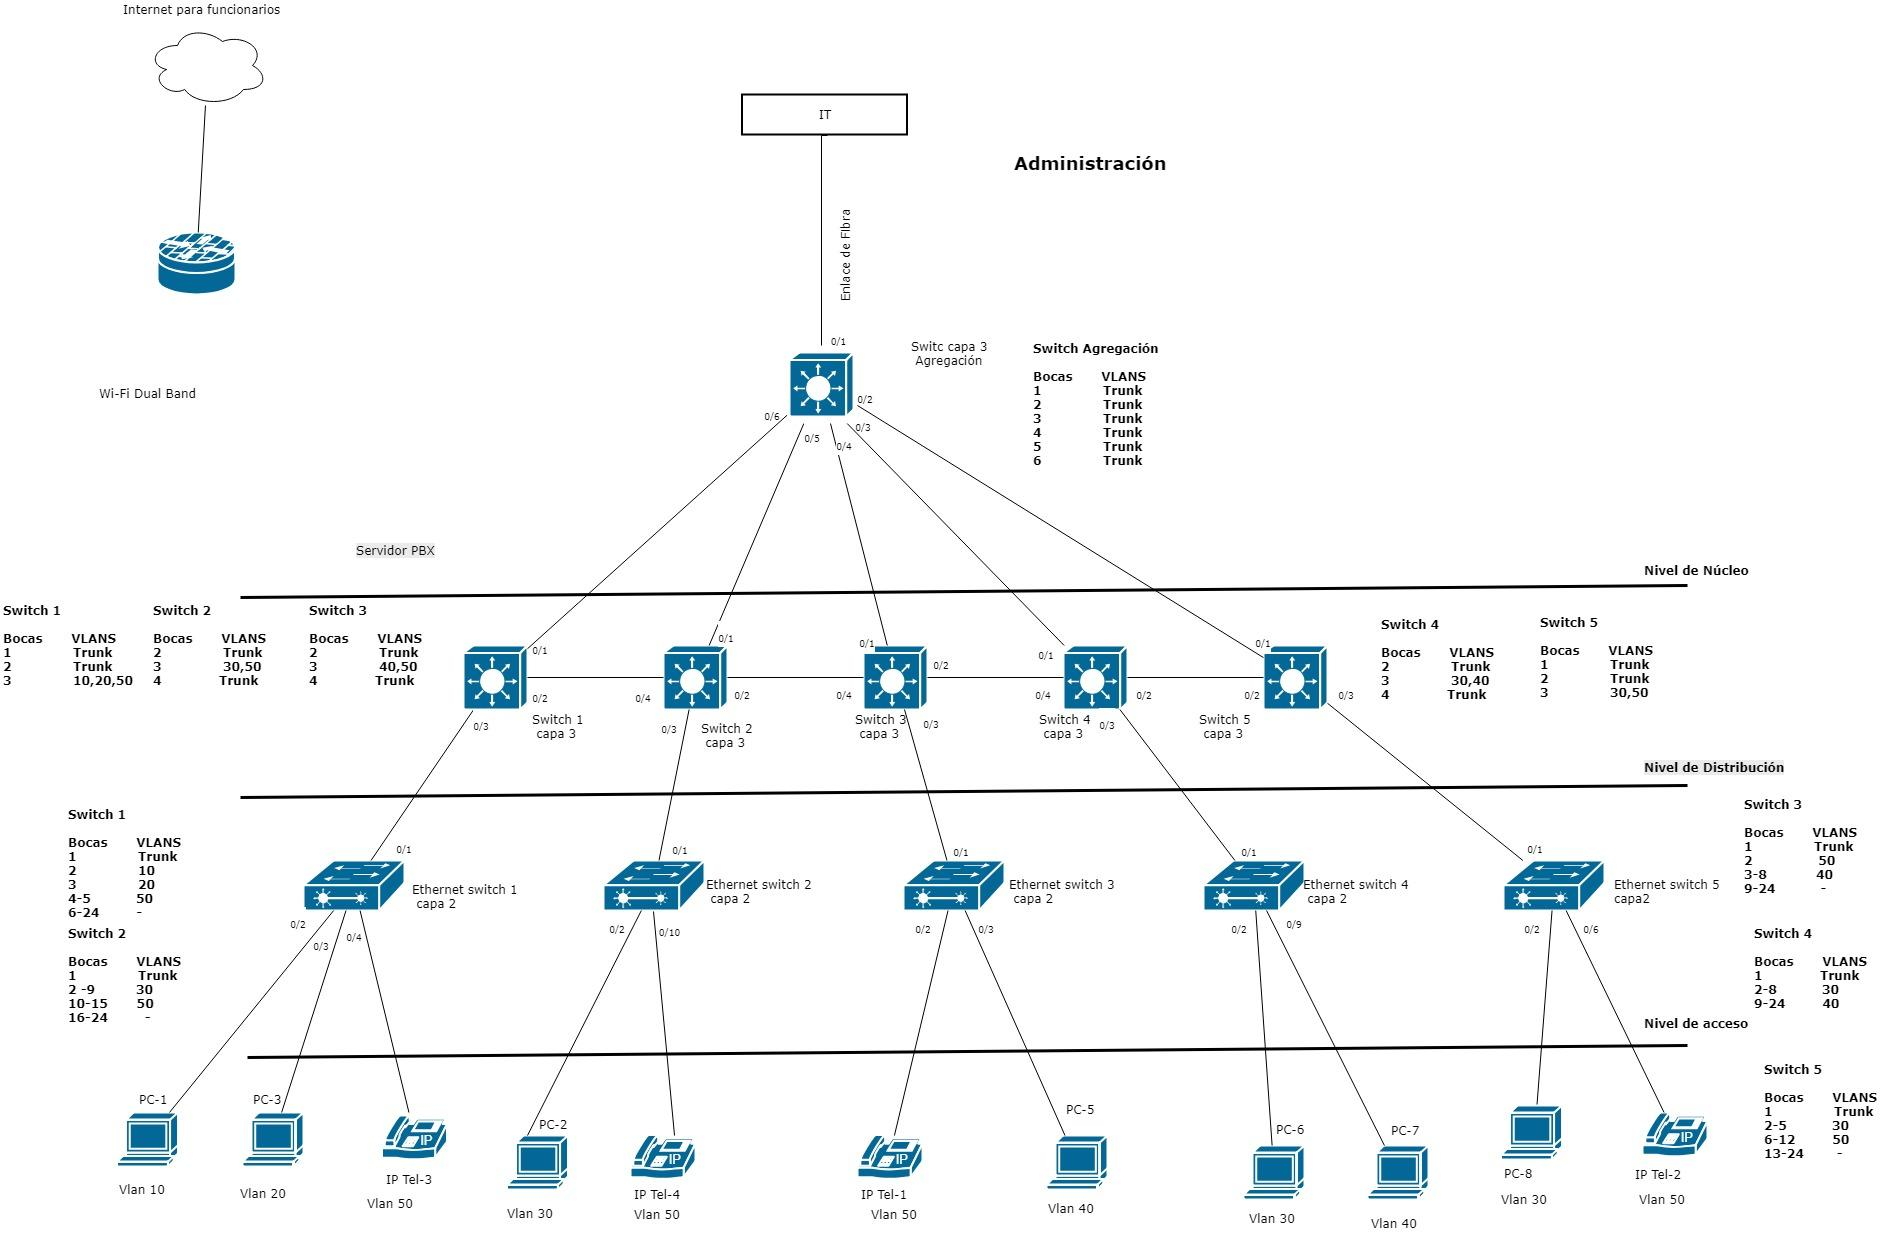 Internet para funcionarios
IT
Administración
Enlace de FIbra
0/1
Switc capa 3
Agregación
Wi-Fi Dual Band
0/2
0/6
0/3
0/5
0/4
Switch Agregación
Bocas VLANS
1 Trunk
2 Trunk
3 Trunk
4 Trunk
5 Trunk
6 Trunk
Servidor PBX
Nivel de Núcleo
Switch 1
Bocas VLANS
1 Trunk
2 Trunk
3 10,20,50
Switch 2
Bocas VLANS
2 Trunk
3 30,50
4 Trunk
Switch 3
Bocas VLANS
2 Trunk
3 40,50
4 Trunk
Switch 4
Bocas VLANS
2 Trunk
3 30,40
4 Trunk
Switch 5
Bocas VLANS
1 Trunk
2 Trunk
3 30,50
0/1
0/2
0/3
Switch 1
capa 3
0/1
0/4
0/2
0/3
Switch 2
capa 3
0/1
0/2
0/4
0/3
Switch 3
capa 3
0/1
0/4
0/2
0/3
Switch 4
capa 3
0/1
0/2
0/3
Switch 5
capa 3
Nivel de Distribución
Switch 1
Bocas VLANS
1 Trunk
2 10
3 20
4-5 50
6-24 -
Switch 2
Bocas VLANS
1 Trunk
2 -9 30
10-15 50
16-24 -
0/1
Ethernet switch 1
capa 2
0/2
0/3
0/4
0/1
Ethernet switch 2
capa 2
0/2
0/10
0/1
Ethernet switch 3
capa 2
0/2
0/3
0/1
Ethernet switch 4
capa 2
0/2
0/9
0/1
Ethernet switch 5
capa2
0/2
0/6
Switch 3
Bocas VLANS
1 Trunk
2 50
3-8 40
9-24 -
Switch 4
Bocas VLANS
1 Trunk
2-8 30
9-24 40
Nivel de acceso
Switch 5
Bocas VLANS
1 Trunk
2-5 30
6-12 50
13-24 -
PC-1
Vlan 10
PC-3
Vlan 20
IP
IP Tel-3
Vlan 50
PC-2
Vlan 30
IP
IP Tel-4
Vlan 50
IP
IP Tel-1
Vlan 50
PC-5
Vlan 40
PC-6
Vlan 30
PC-7
Vlan 40
PC-8
Vlan 30
IP
IP Tel-2
Vlan 50